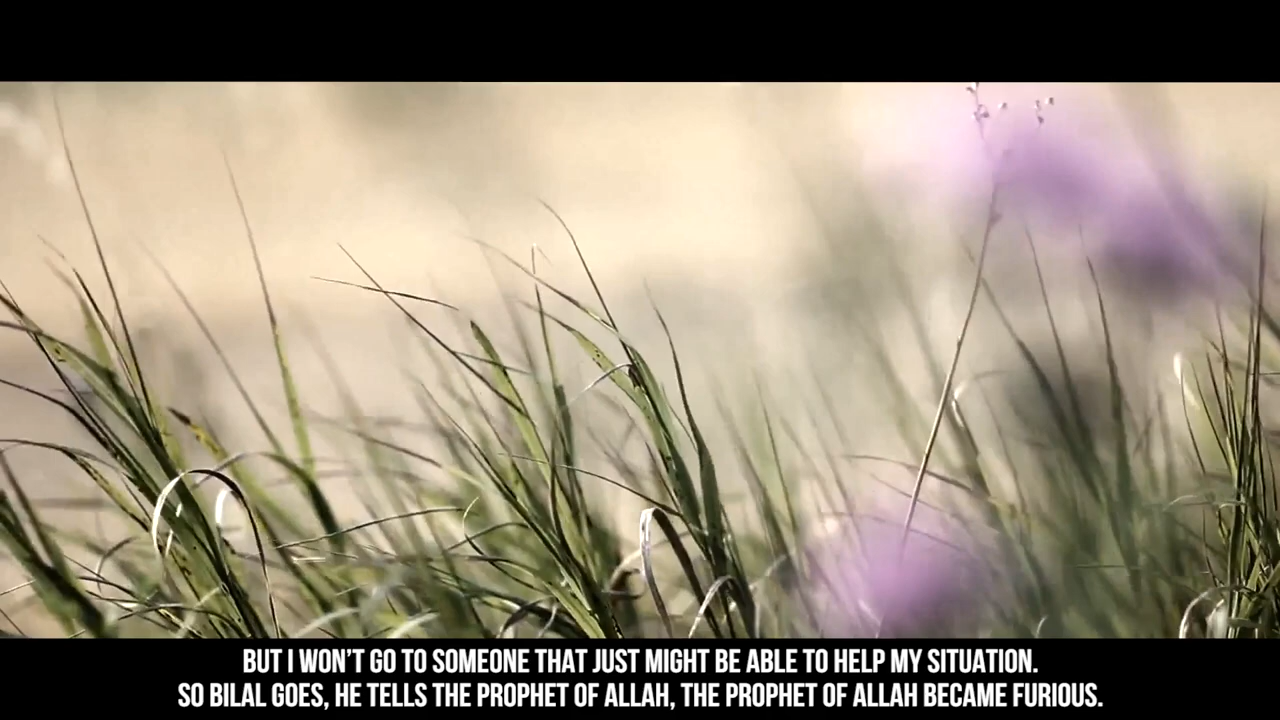 BUT I WON'T GO TO SOMEONE THAT JUST MIGHT BE ABLE TO HELP MY SITUATION.
SO BILAL GOES, HE TELLS THE PROPHET OF ALLAH, THE PROPHET OF ALLAH BECAME FURIOUS.